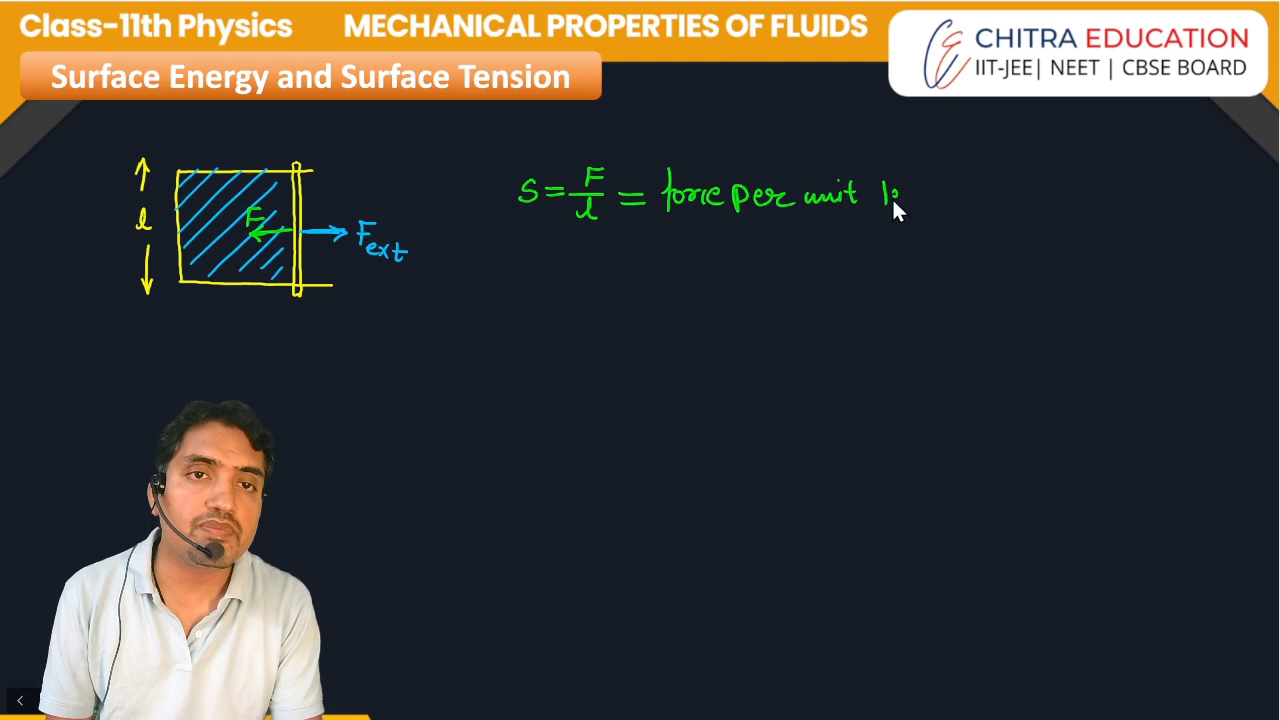 Class-11th Physics MECHANICAL PROPERTIES OF FLUIDS
CHITRA EDUCATION
IIT-JEE| NEET | CBSE BOARD
Surface Energy and Surface Tension
S = F/l = force per unit
l
F
Fext